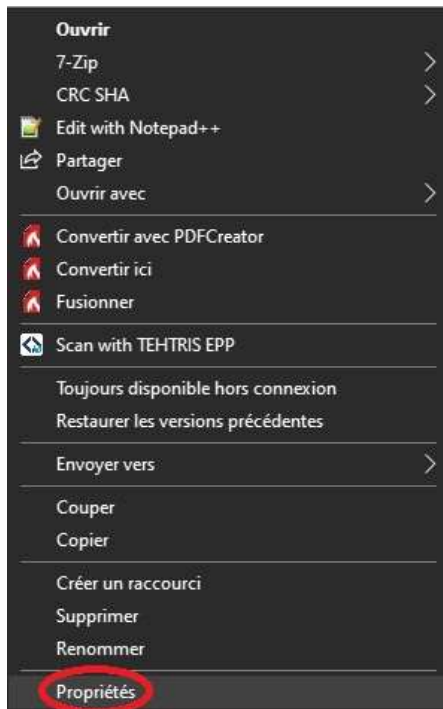 Ouvrir
7-Zip
CRC SHA
Edit with Notepad++
Partager
Ouvrir avec
Convertir avec PDFCreator
Convertir ici
Fusionner
Scan with TEHTRIS EPP
Toujours disponible hors connexion
Restaurer les versions précédentes
Envoyer vers
Couper
Copier
Créer un raccourci
Supprimer
Renommer
Propriétés